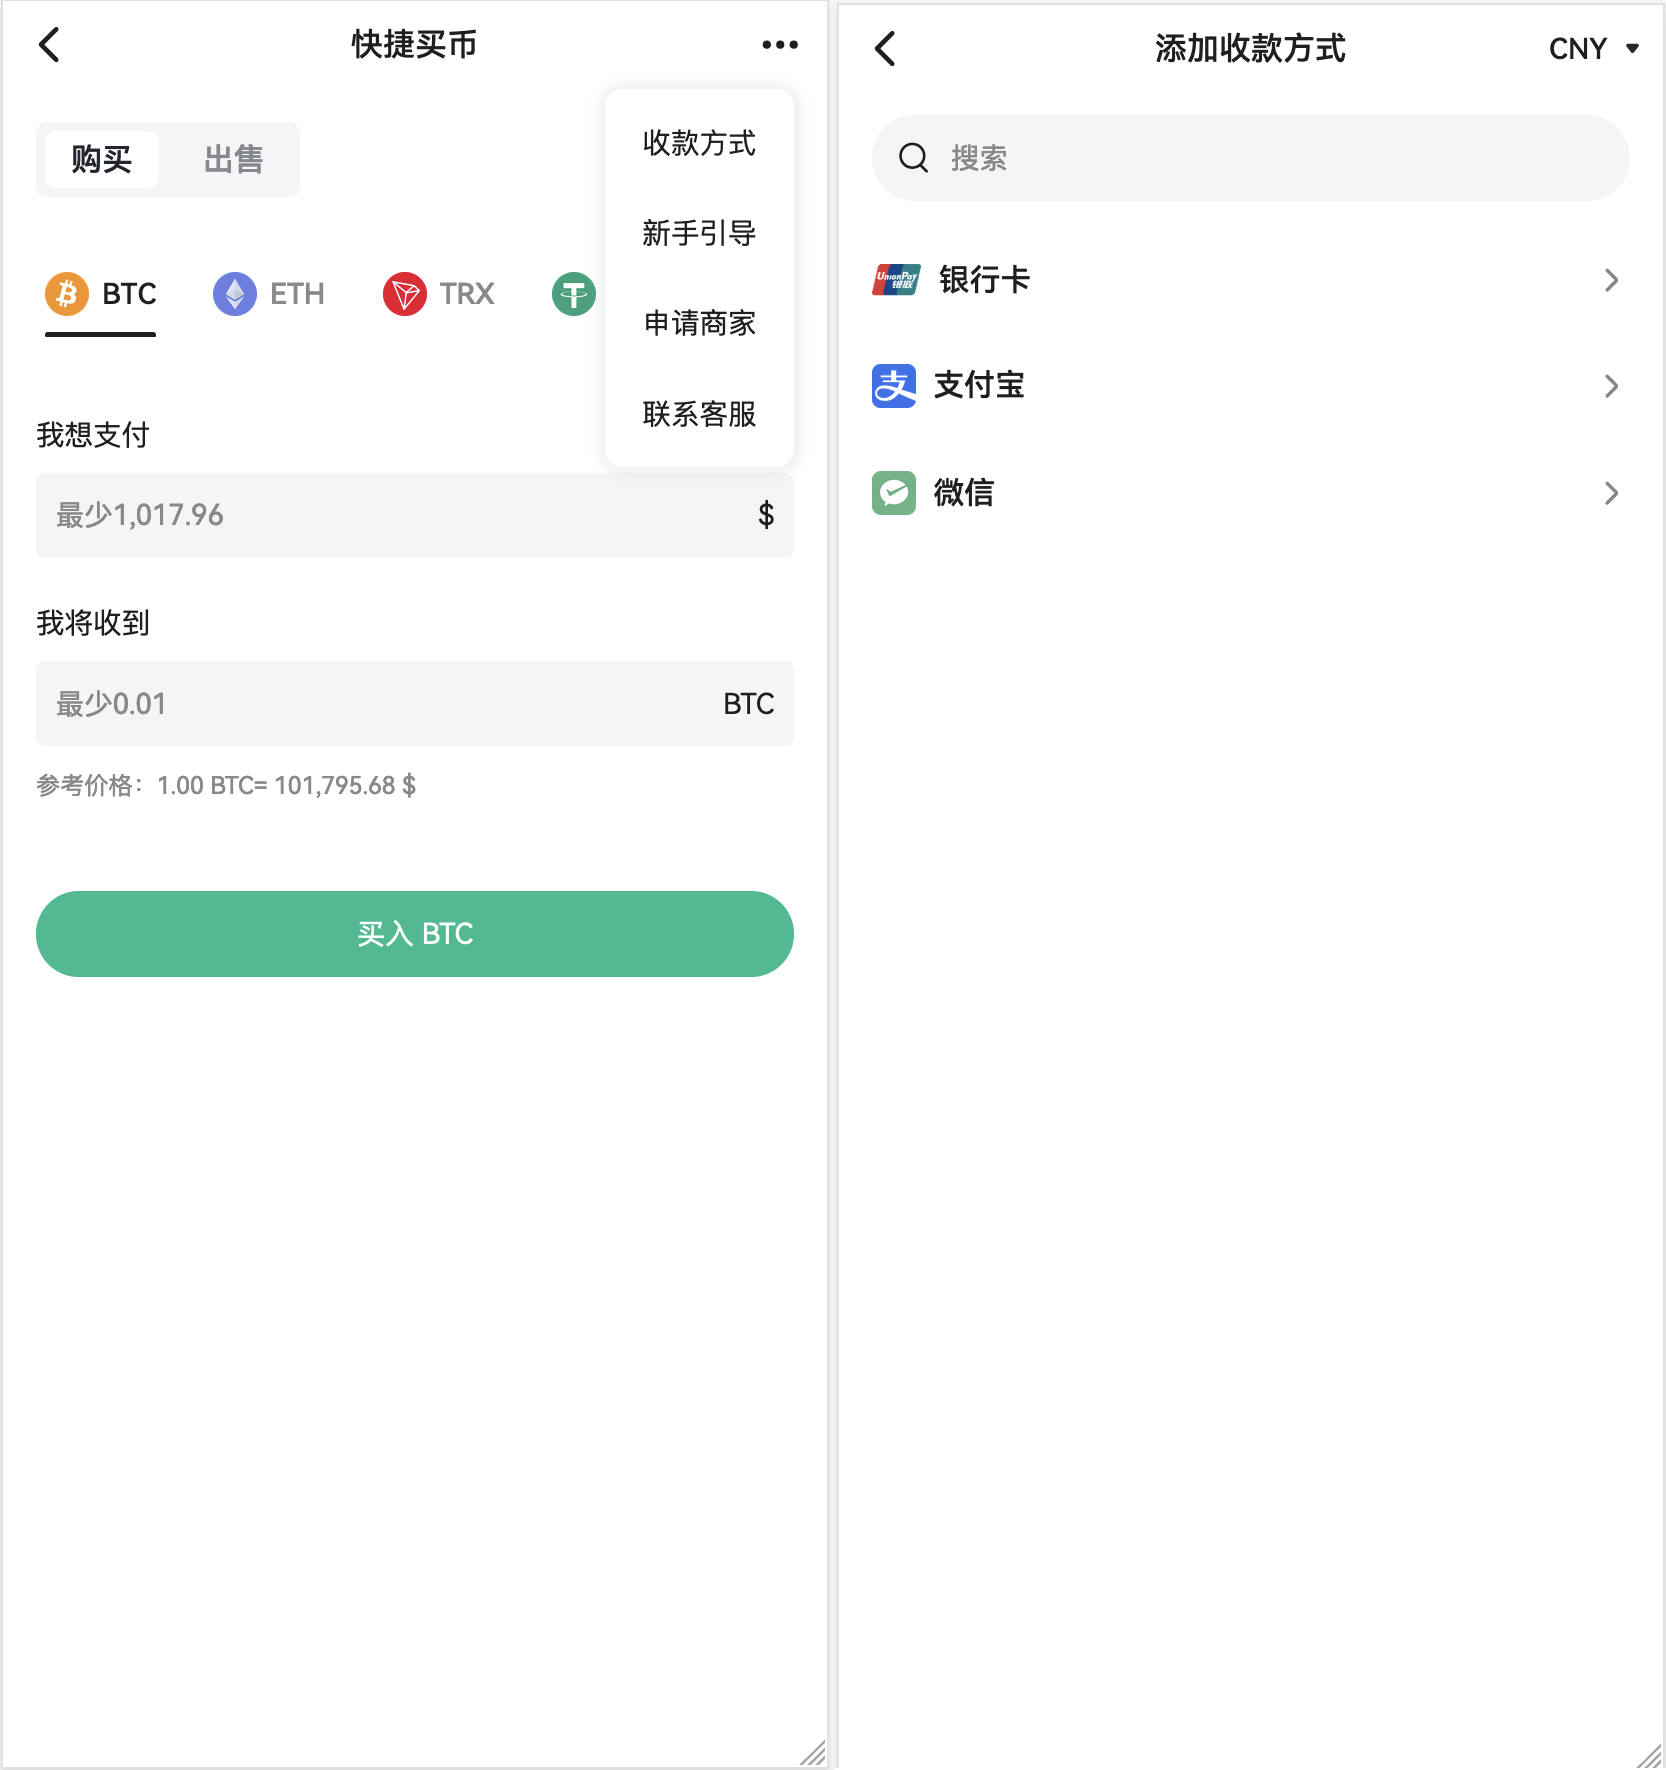 快捷买币
购买
出售
收款方式
新手引导
申请商家
联系客服
BTC
ETH
TRX
我想支付
最少1,017.96
$
我将收到
最少0.01
BTC
参考价格：1.00 BTC= 101,795.68 $
买入 BTC
添加收款方式
CNY
搜索
UnionPay
银联
银行卡
支
支付宝
微信